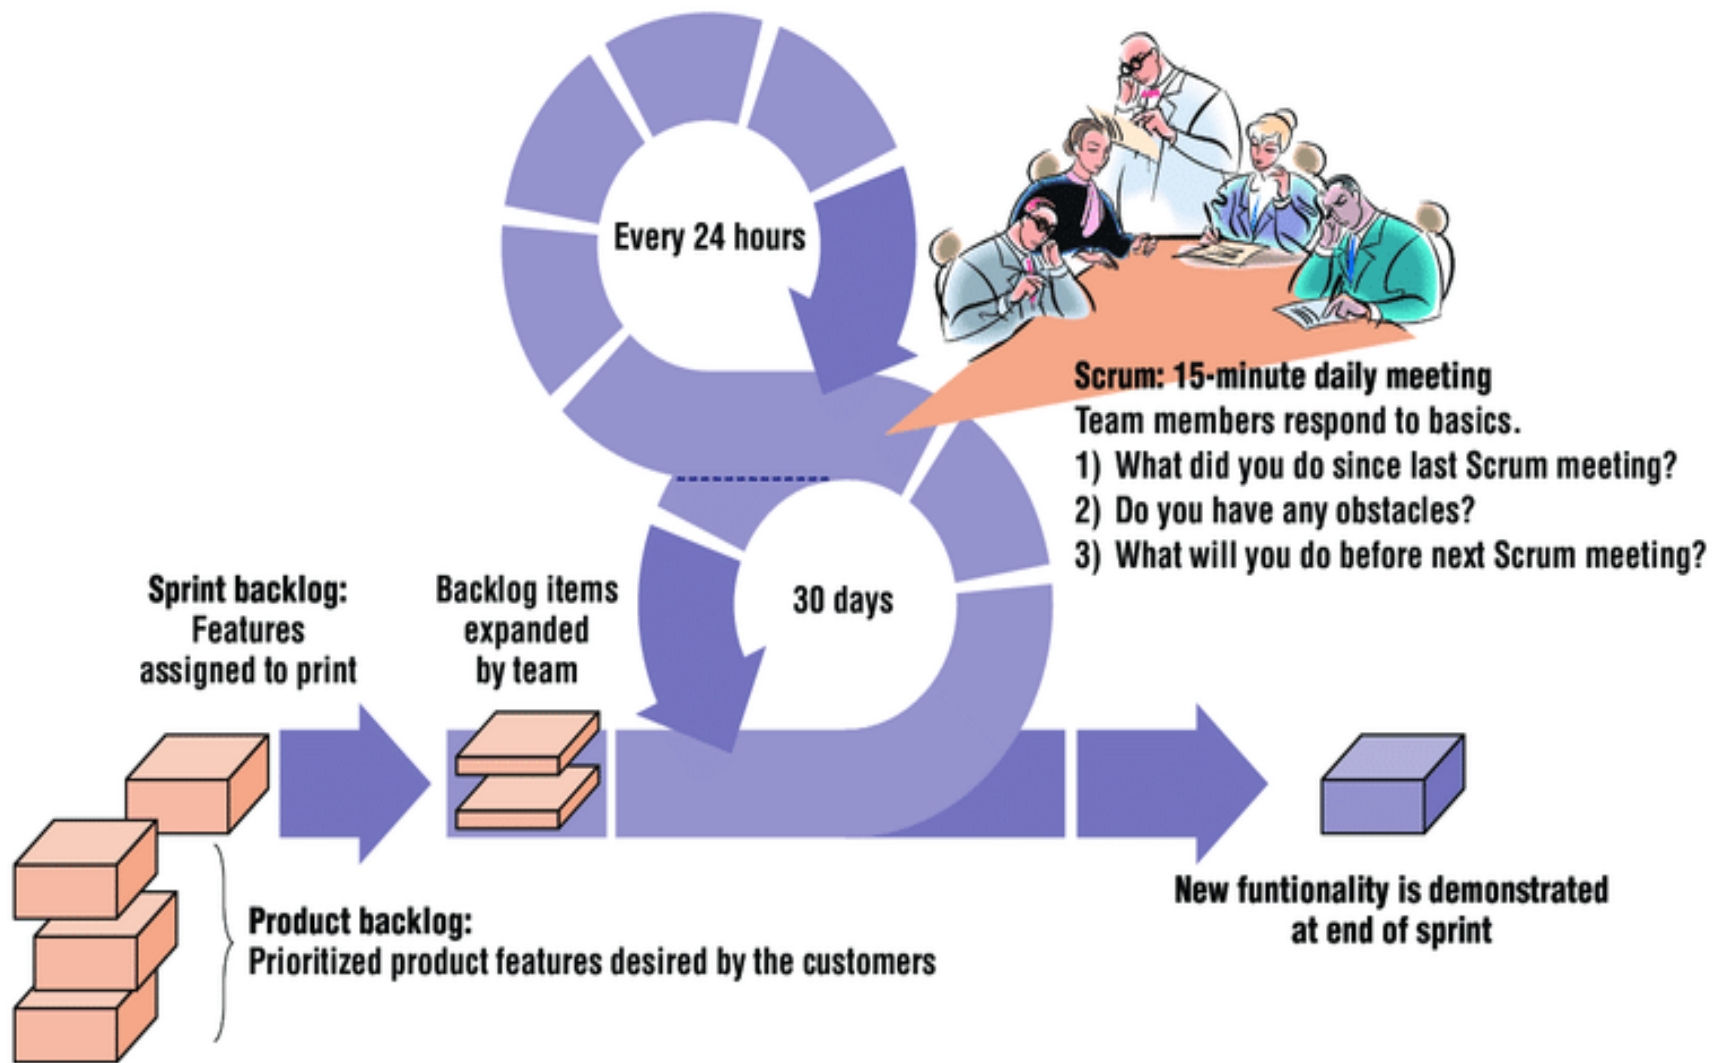 Every 24 hours
Scrum: 15-minute daily meeting
Team members respond to basics.
1) What did you do since last Scrum meeting?
2) Do you have any obstacles?
3) What will you do before next Scrum meeting?
30 days
Sprint backlog:
Features
assigned to print
Backlog items
expanded
by team
New funtionality is demonstrated
at end of sprint
Product backlog:
Prioritized product features desired by the customers